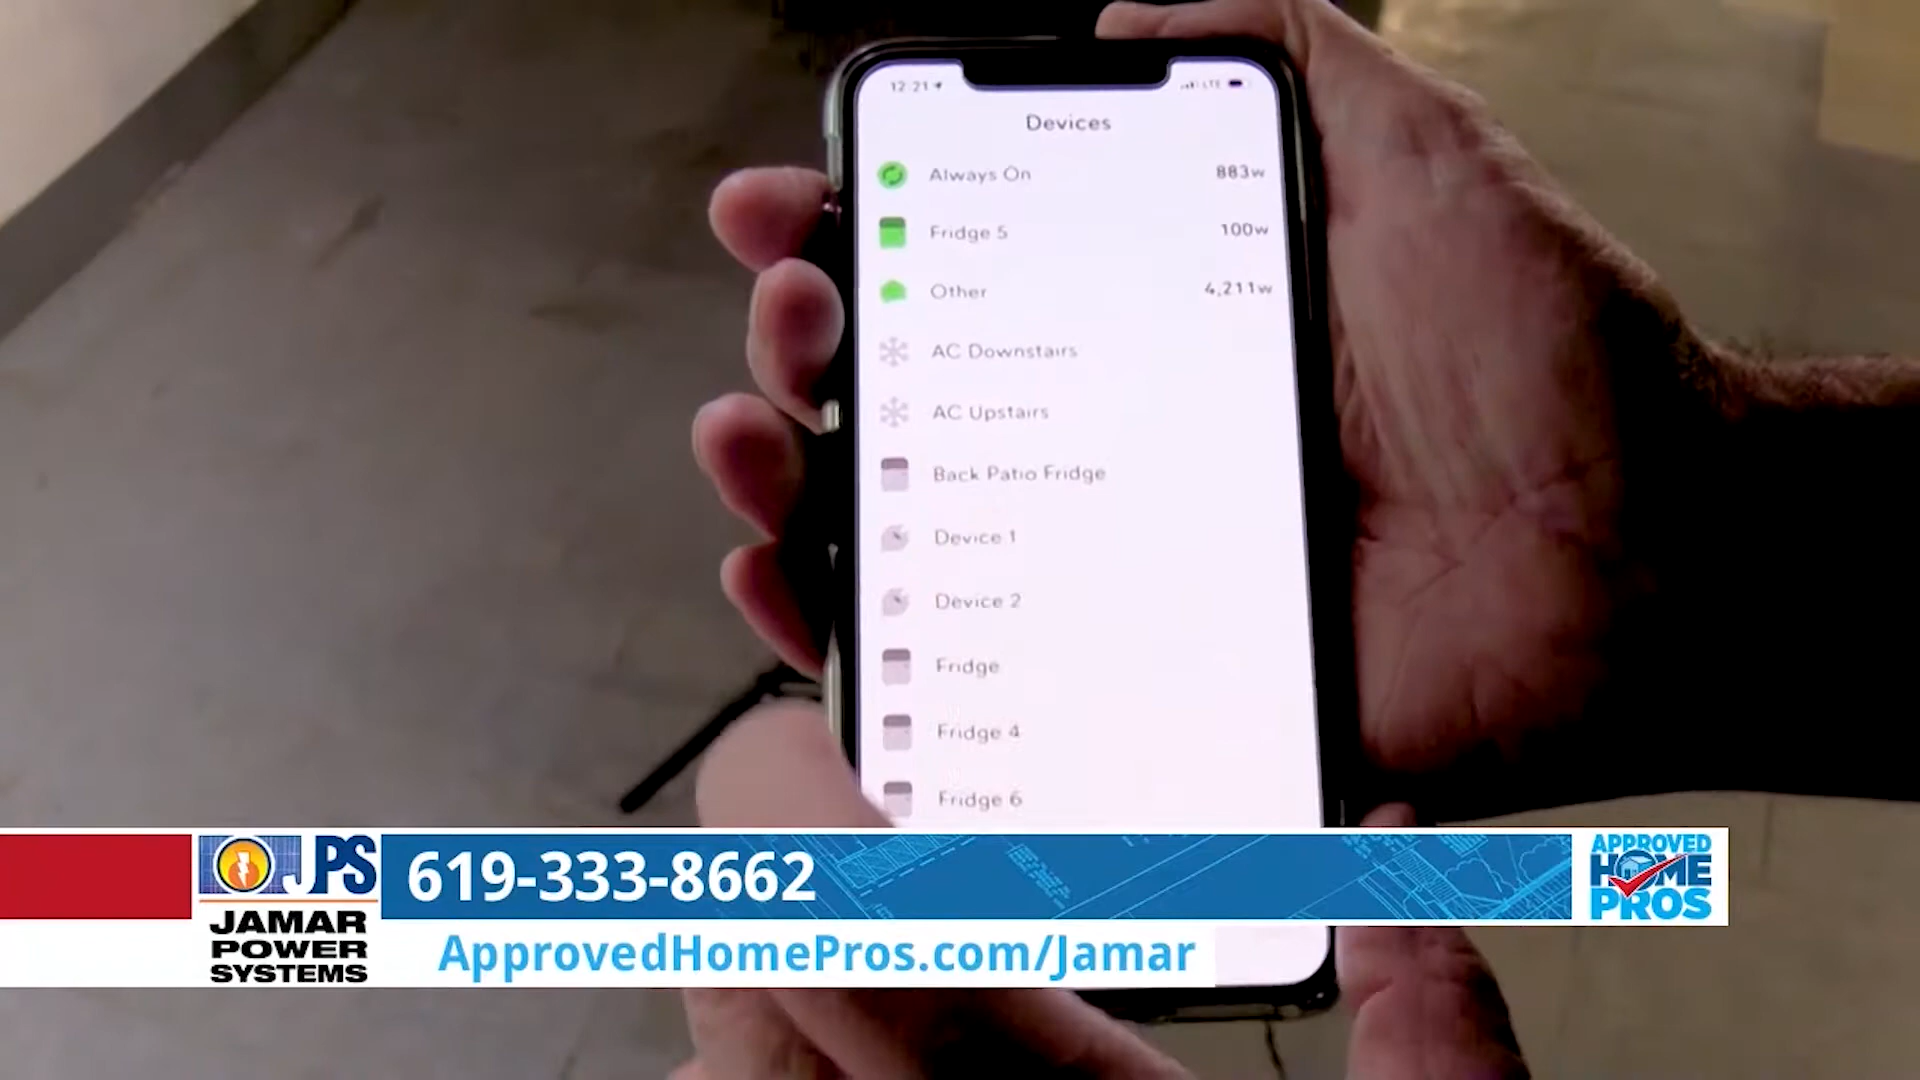 12:21
LTE
Devices
Always On 883w
Fridge 5 100w
Other 4,211w
AC Downstairs
AC Upstairs
Back Patio Fridge
Device 1
Device 2
Fridge
Fridge 4
Fridge 6
JPS
JAMAR
POWER
SYSTEMS
619-333-8662
ApprovedHomePros.com/Jamar
APPROVED
HOME
PROS